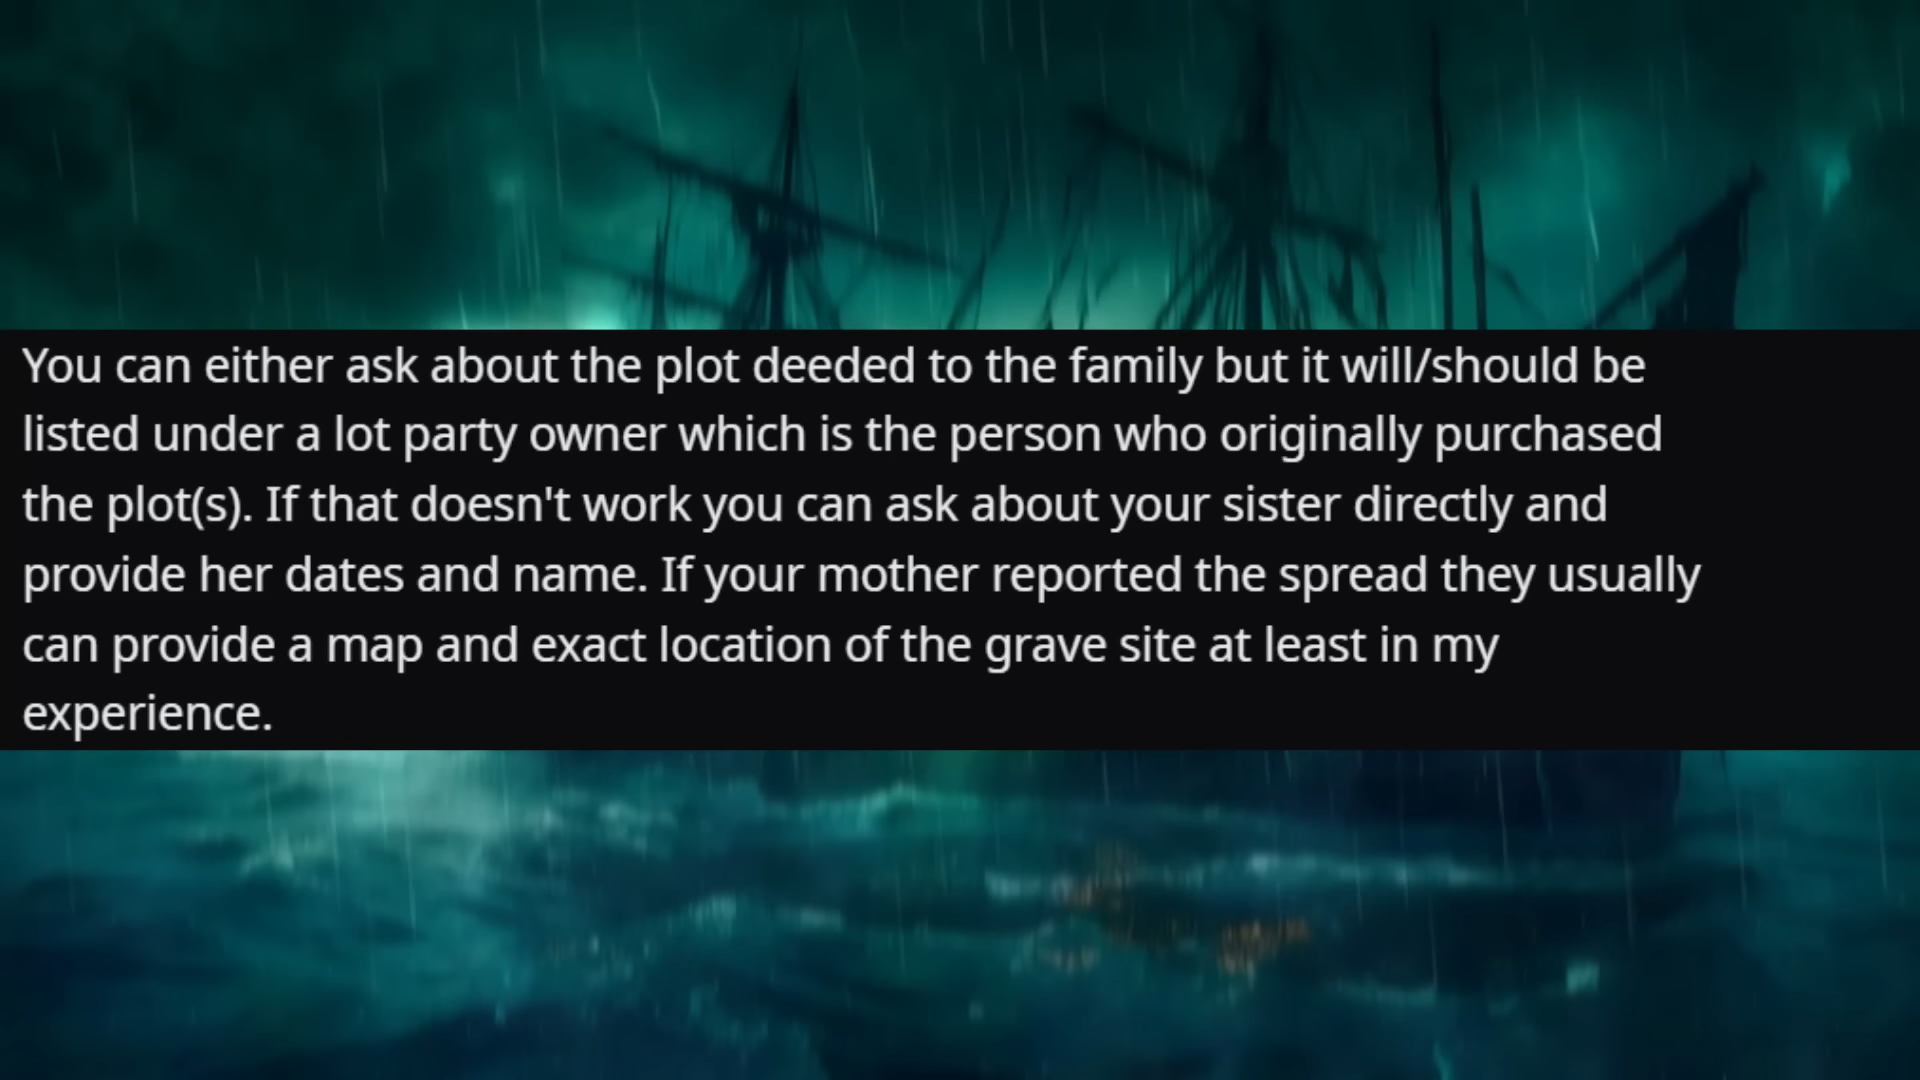 You can either ask about the plot deeded to the family but it will/should be
listed under a lot party owner which is the person who originally purchased
the plot(s). If that doesn't work you can ask about your sister directly and
provide her dates and name. If your mother reported the spread they usually
can provide a map and exact location of the grave site at least in my
experience.